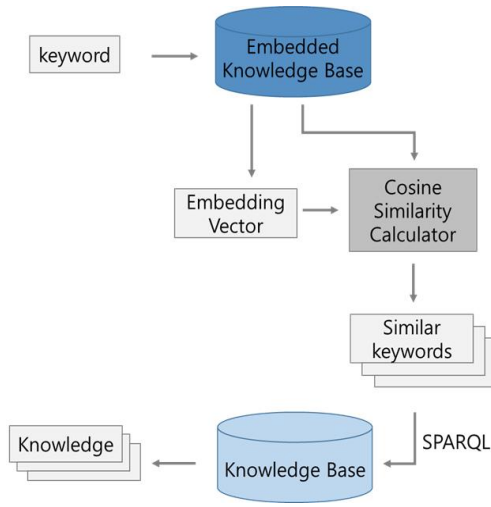 keyword
Embedded
Knowledge Base
Embedding
Vector
Cosine
Similarity
Calculator
Similar
keywords
SPARQL
Knowledge
Knowledge Base